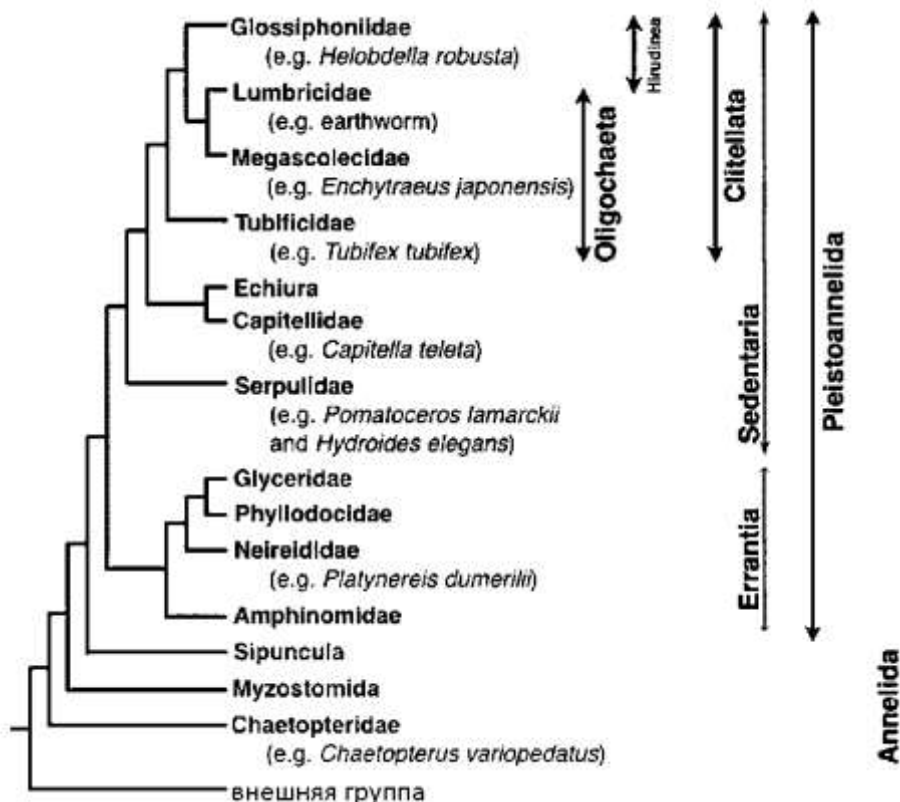 Glossiphoniidae
(e.g. Helobdella robusta)
Lumbricidae
(e.g. earthworm)
Megascolecidae
(e.g. Enchytraeus japonensis)
Tubificidae
(e.g. Tubifex tubifex)
Echiura
Capitellidae
(e.g. Capitella teleta)
Serpulidae
(e.g. Pomatoceros lamarckii
and Hydroides elegans)
Glyceridae
Phyllodocidae
Neireididae
(e.g. Platynereis dumerilii)
Amphinomidae
Sipuncula
Myzostomida
Chaetopteridae
(e.g. Chaetopterus variopedatus)
внешняя группа
Hirudinea
Oligochaeta
Clitellata
Sedentaria
Errantia
Pleistoannelida
Annelida